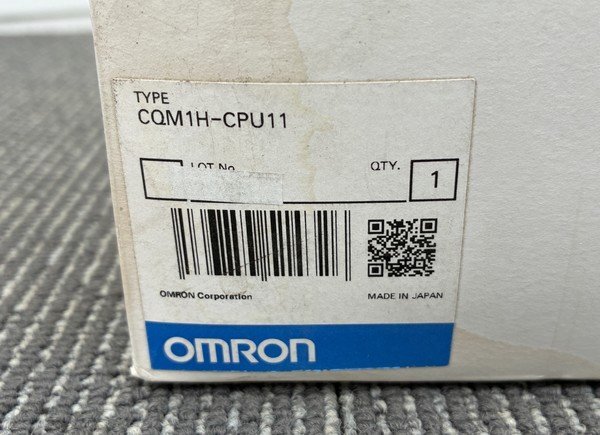 TYPE
CQM1H-CPU11
LOT No.
QTY.
1
OMRON Corporation
MADE IN JAPAN
OMRON